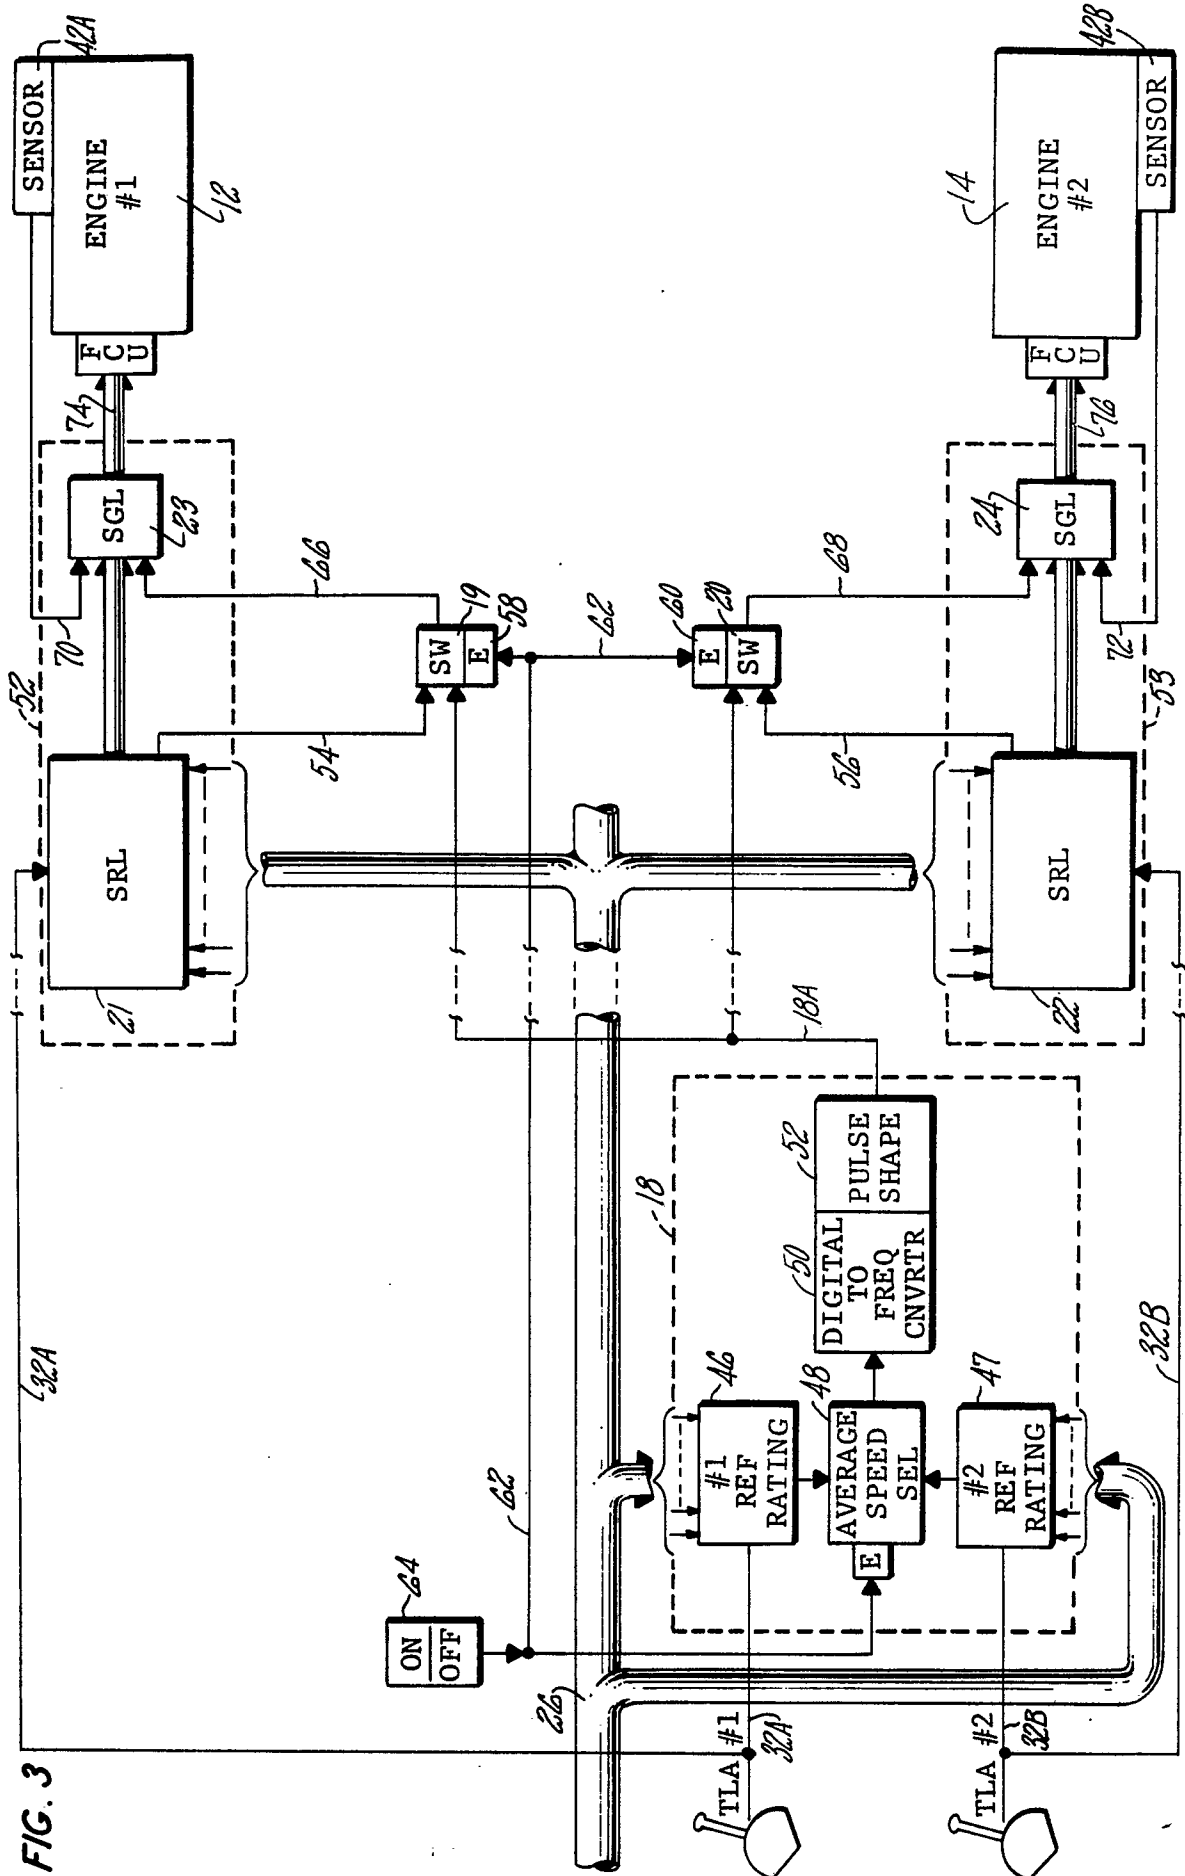 FIG. 3
42A
SENSOR
ENGINE
#1
12
FCU
74
52
SGL
23
70
66
SRL
21
54
SW
19
E
58
62
60
E
20
SW
68
56
SRL
22
24
SGL
72
53
76
FCU
14
ENGINE
#2
SENSOR
42B
32A
64
ON
OFF
62
26
18A
18
#1
REF
RATING
46
AVERAGE
SPEED
SEL
48
E
#2
REF
RATING
47
DIGITAL
TO
FREQ
CNVRTR
50
PULSE
SHAPE
52
TLA #1
32A
TLA #2
32B
32B